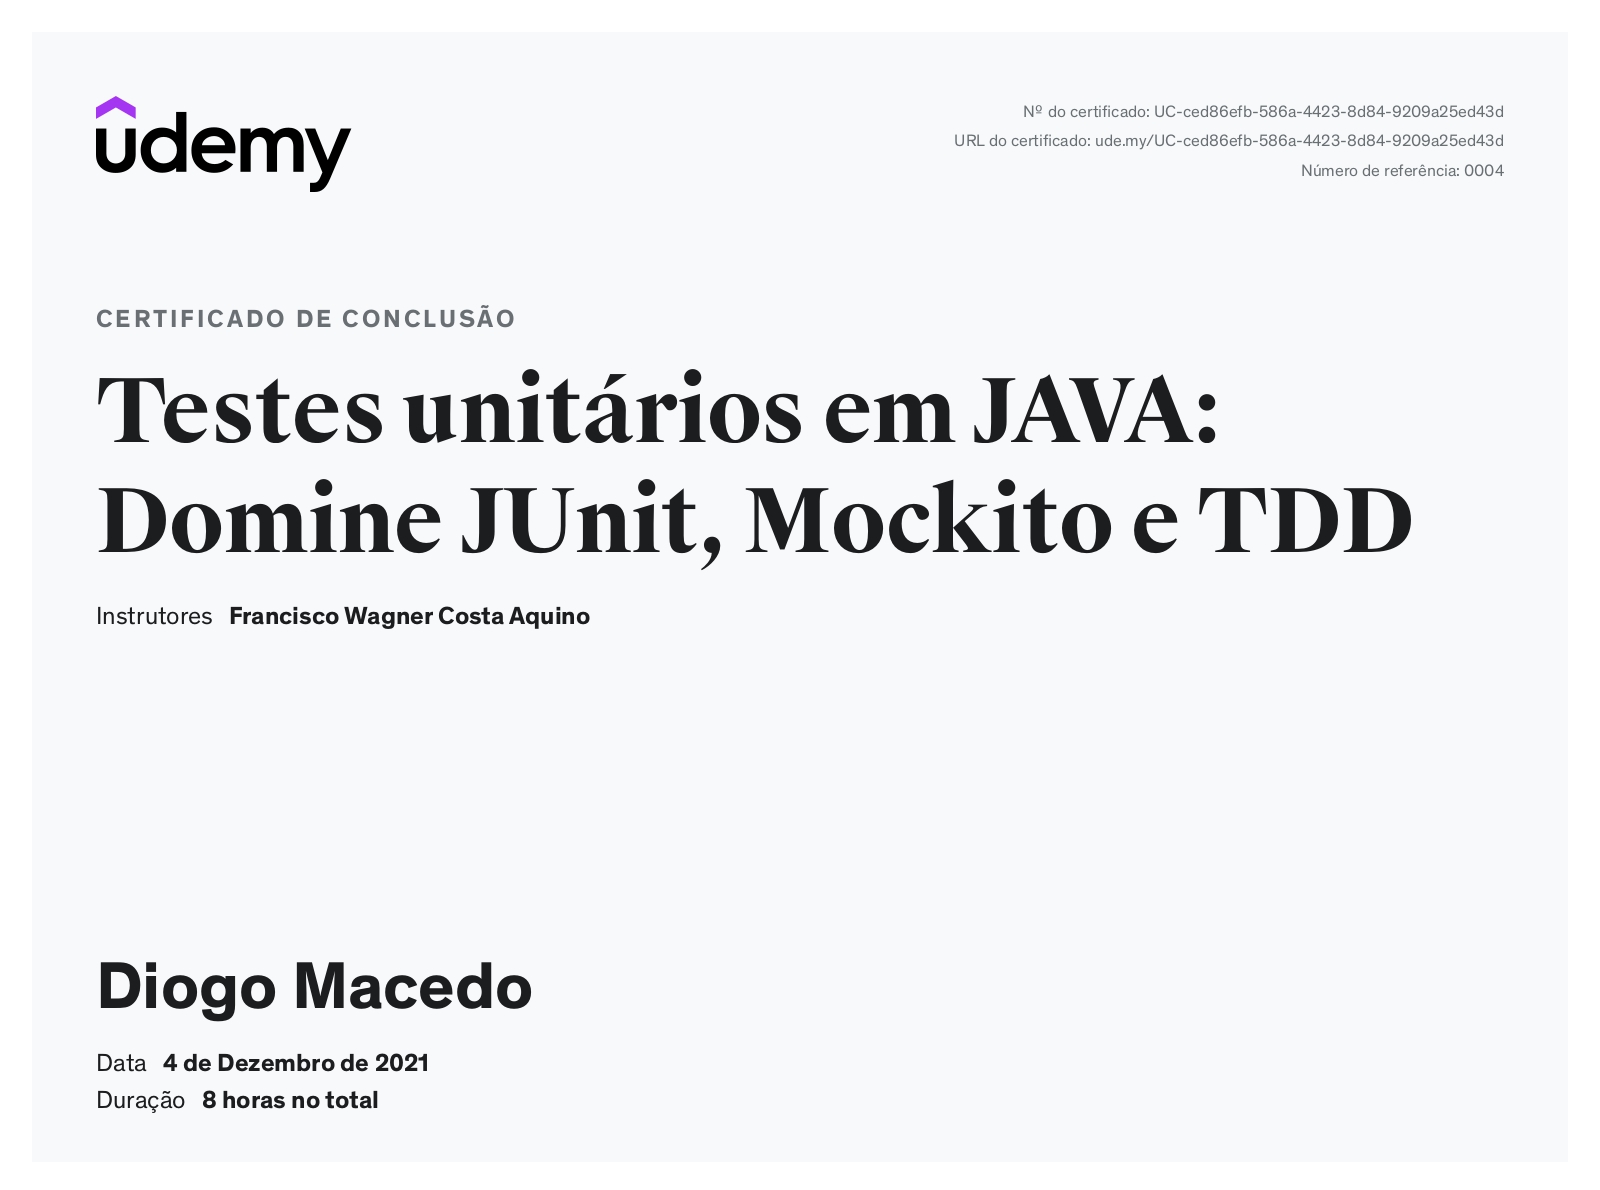 udemy
Nº do certificado: UC-ced86efb-586a-4423-8d84-9209a25ed43d
URL do certificado: ude.my/UC-ced86efb-586a-4423-8d84-9209a25ed43d
Número de referência: 0004
CERTIFICADO DE CONCLUSÃO
Testes unitários em JAVA:
Domine JUnit, Mockito e TDD
Instrutores Francisco Wagner Costa Aquino
Diogo Macedo
Data 4 de Dezembro de 2021
Duração 8 horas no total